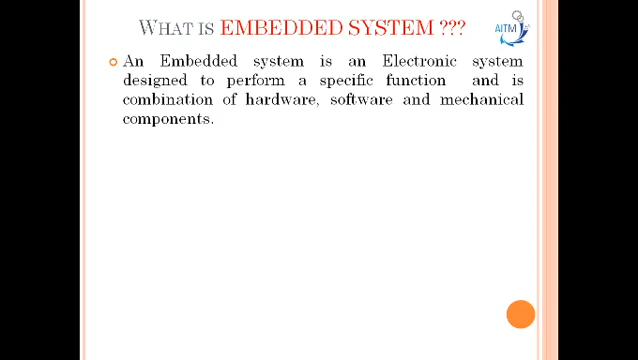 WHAT IS EMBEDDED SYSTEM ???
AITM
An Embedded system is an Electronic system
designed to perform a specific function and is
combination of hardware, software and mechanical
components.